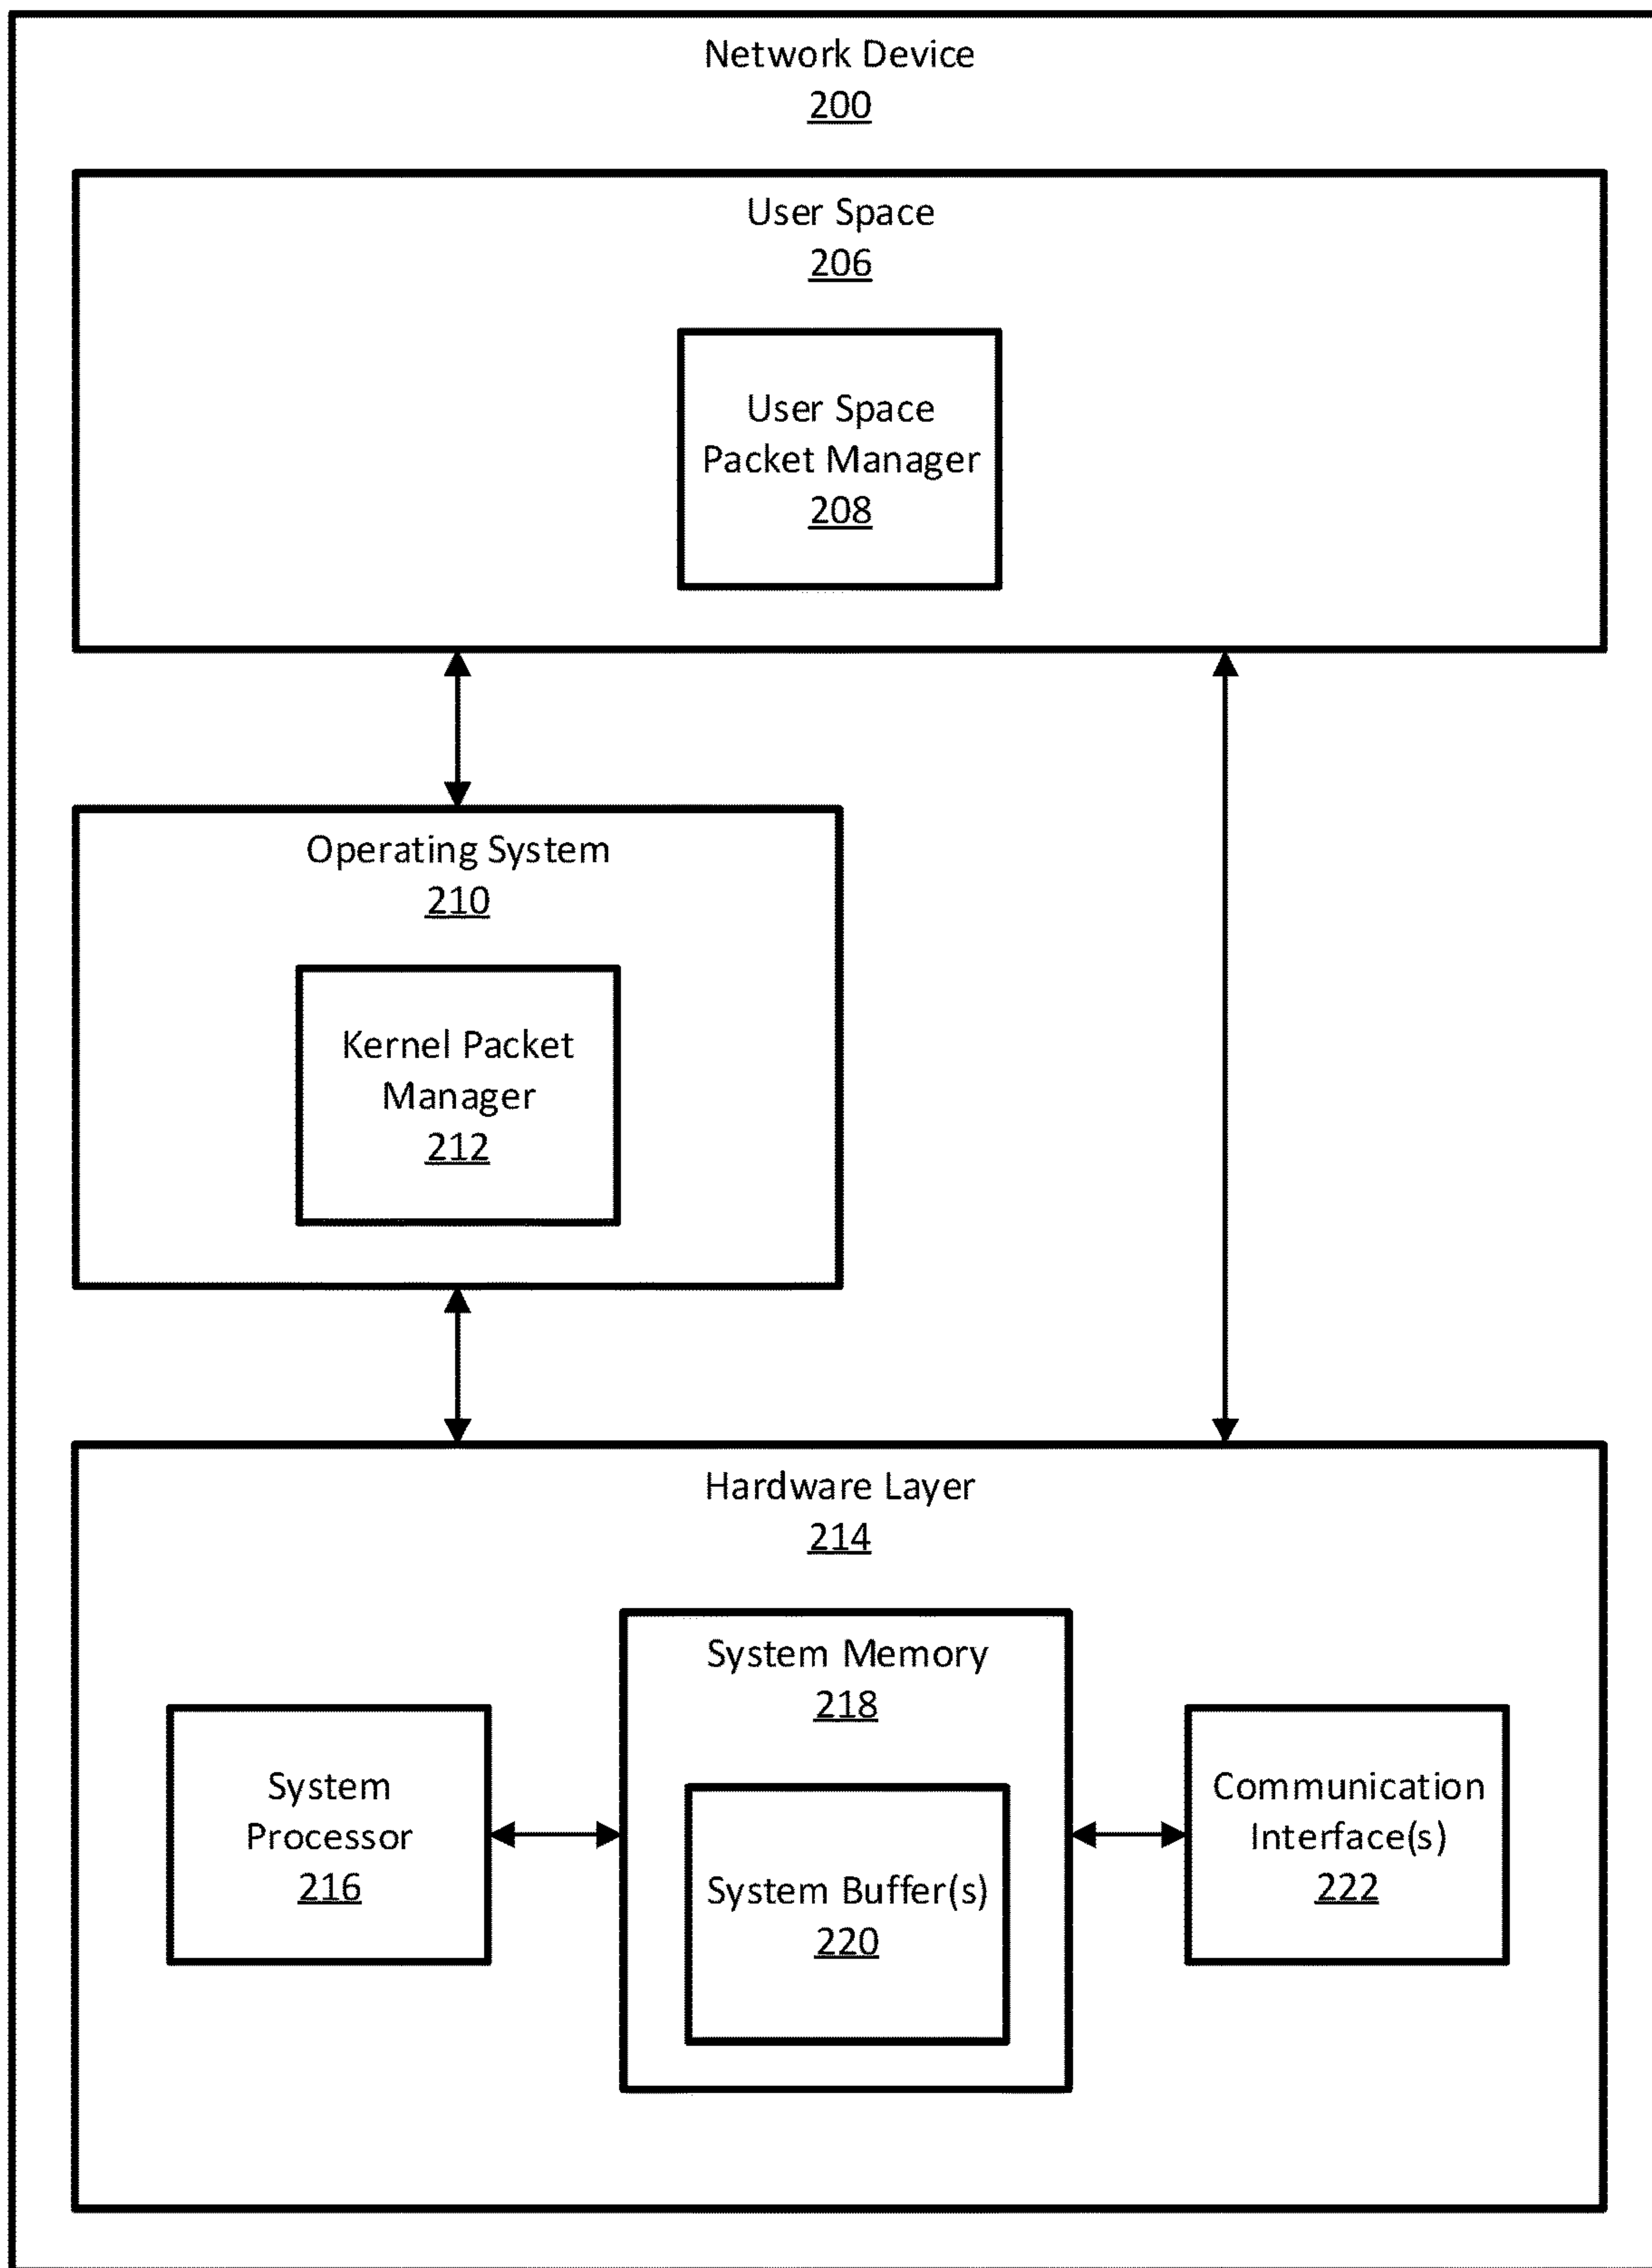 Network Device
200
User Space
206
User Space
Packet Manager
208
Operating System
210
Kernel Packet
Manager
212
Hardware Layer
214
System Memory
218
System
Processor
216
System Buffer(s)
220
Communication
Interface(s)
222